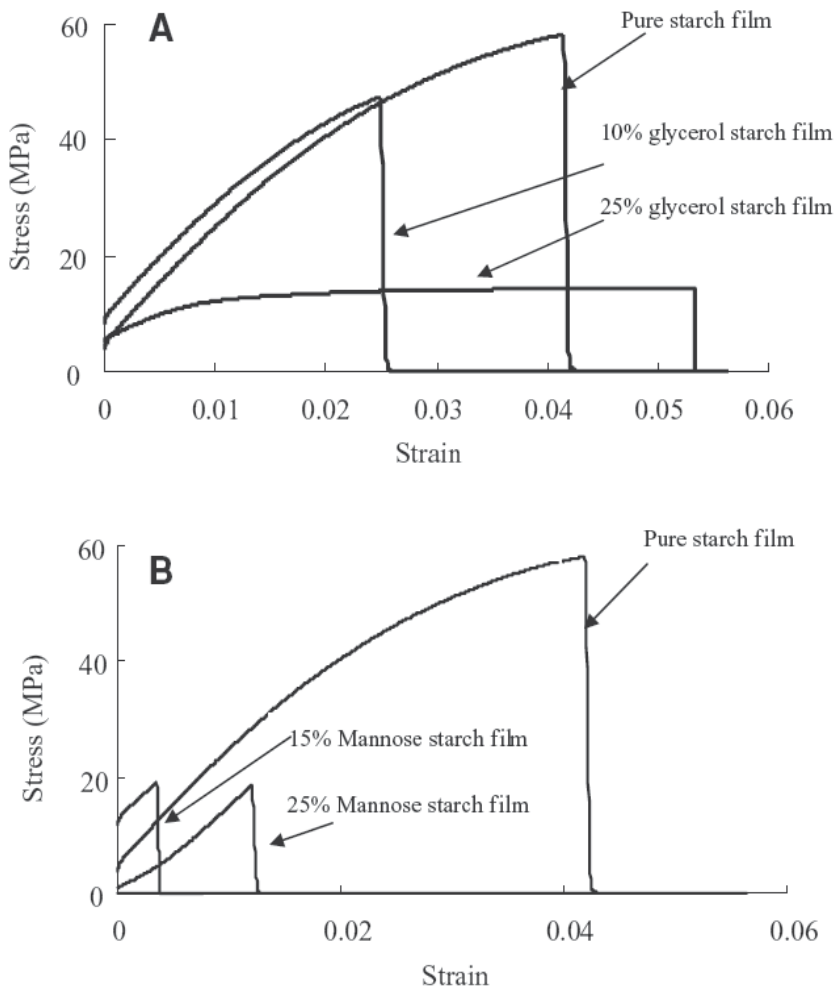 A
Pure starch film
10% glycerol starch film
25% glycerol starch film
Stress (MPa)
60
40
20
0
0 0.01 0.02 0.03 0.04 0.05 0.06
Strain
B
Pure starch film
15% Mannose starch film
25% Mannose starch film
Stress (MPa)
60
40
20
0
0 0.02 0.04 0.06
Strain